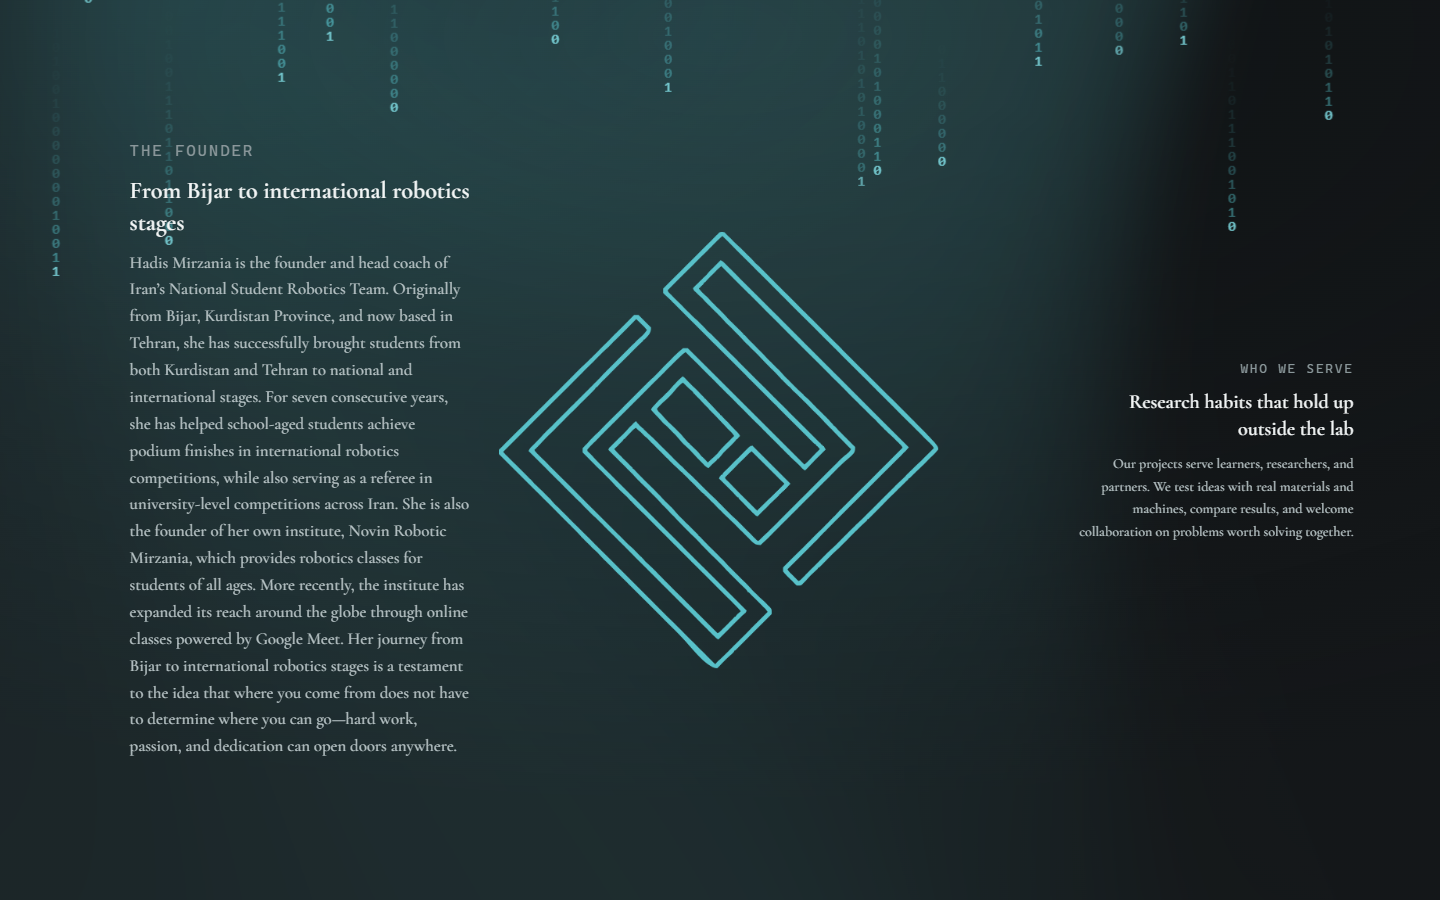 THE FOUNDER
From Bijar to international robotics
stages
Hadis Mirzania is the founder and head coach of
Iran’s National Student Robotics Team. Originally
from Bijar, Kurdistan Province, and now based in
Tehran, she has successfully brought students from
both Kurdistan and Tehran to national and
international stages. For seven consecutive years,
she has helped school-aged students achieve
podium finishes in international robotics
competitions, while also serving as a referee in
university-level competitions across Iran. She is also
the founder of her own institute, Novin Robotic
Mirzania, which provides robotics classes for
students of all ages. More recently, the institute has
expanded its reach around the globe through online
classes powered by Google Meet. Her journey from
Bijar to international robotics stages is a testament
to the idea that where you come from does not have
to determine where you can go—hard work,
passion, and dedication can open doors anywhere.
WHO WE SERVE
Research habits that hold up
outside the lab
Our projects serve learners, researchers, and
partners. We test ideas with real materials and
machines, compare results, and welcome
collaboration on problems worth solving together.